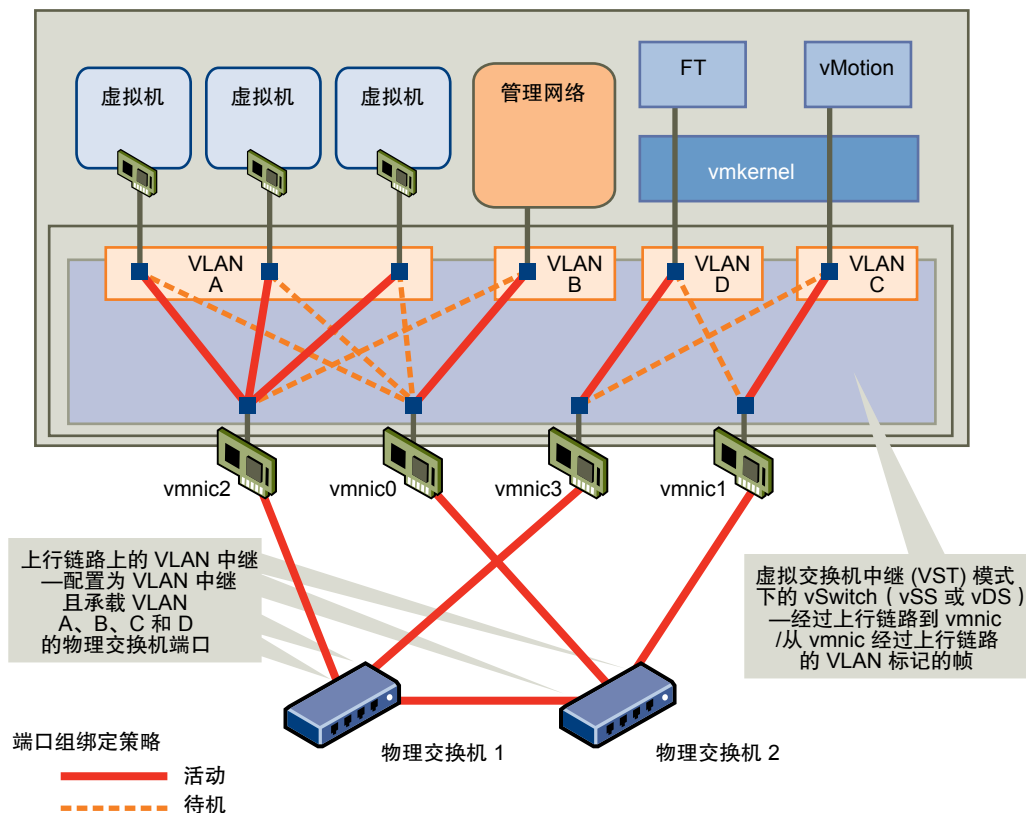 FT
vMotion
虚拟机
虚拟机
虚拟机
管理网络
vmkernel
VLAN
A
VLAN
B
VLAN
D
VLAN
C
vmnic2
vmnic0
vmnic3
vmnic1
上行链路上的 VLAN 中继
—配置为 VLAN 中继
且承载 VLAN
A、B、C 和 D
的物理交换机端口
虚拟交换机中继 (VST) 模式
下的 vSwitch（vSS 或 vDS）
—经过上行链路到 vmnic
/从 vmnic 经过上行链路
的 VLAN 标记的帧
物理交换机 1
物理交换机 2
端口组绑定策略
活动
待机